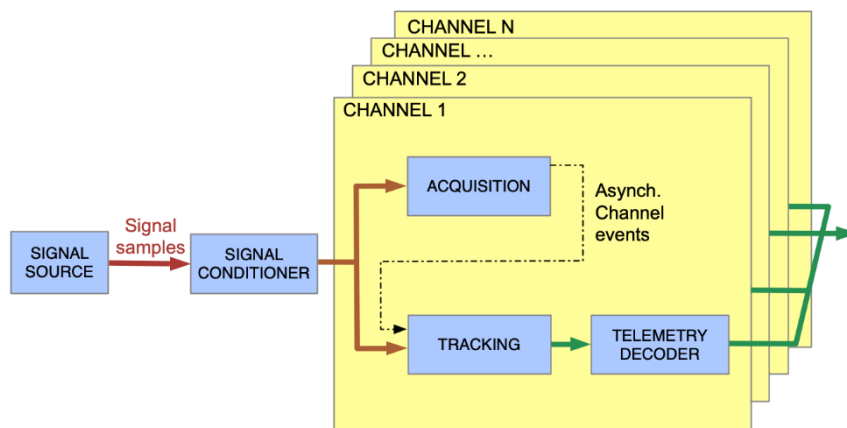 CHANNEL N
CHANNEL ...
CHANNEL 2
CHANNEL 1
ACQUISITION
Asynch.
Channel
events
Signal
samples
SIGNAL
SOURCE
SIGNAL
CONDITIONER
TRACKING
TELEMETRY
DECODER